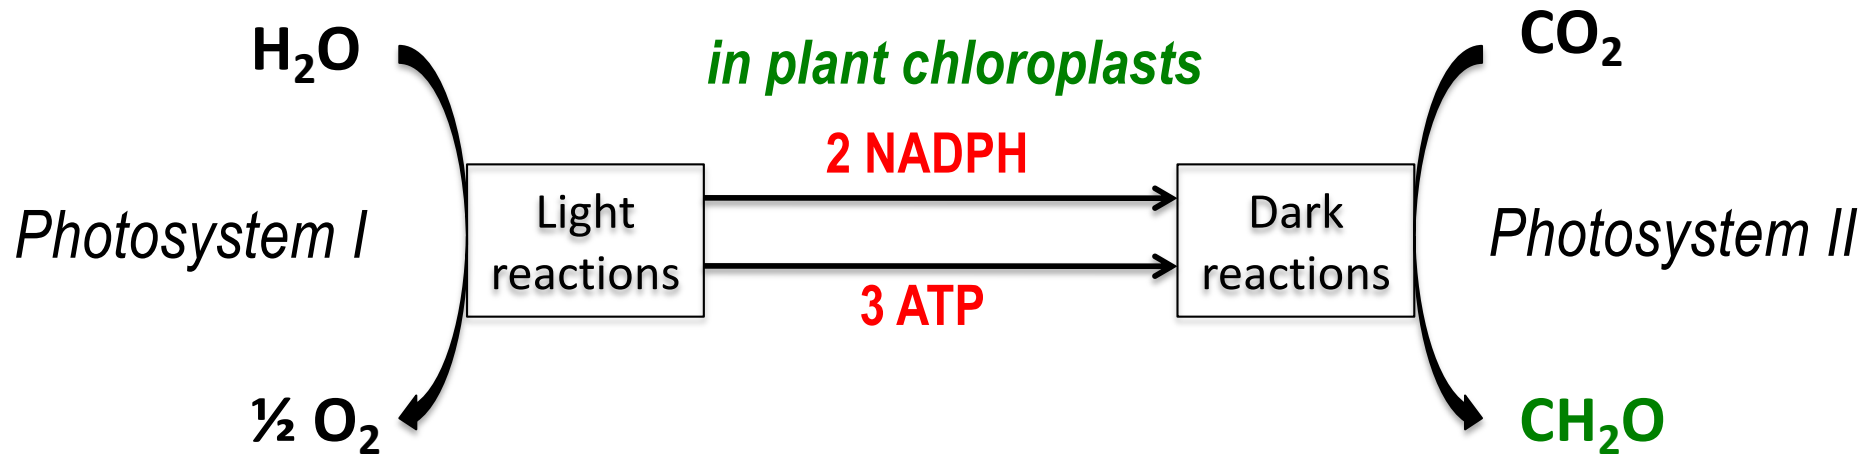 H₂O
in plant chloroplasts
CO₂
2 NADPH
Photosystem I
Light
reactions
Dark
reactions
Photosystem II
3 ATP
½ O₂
CH₂O